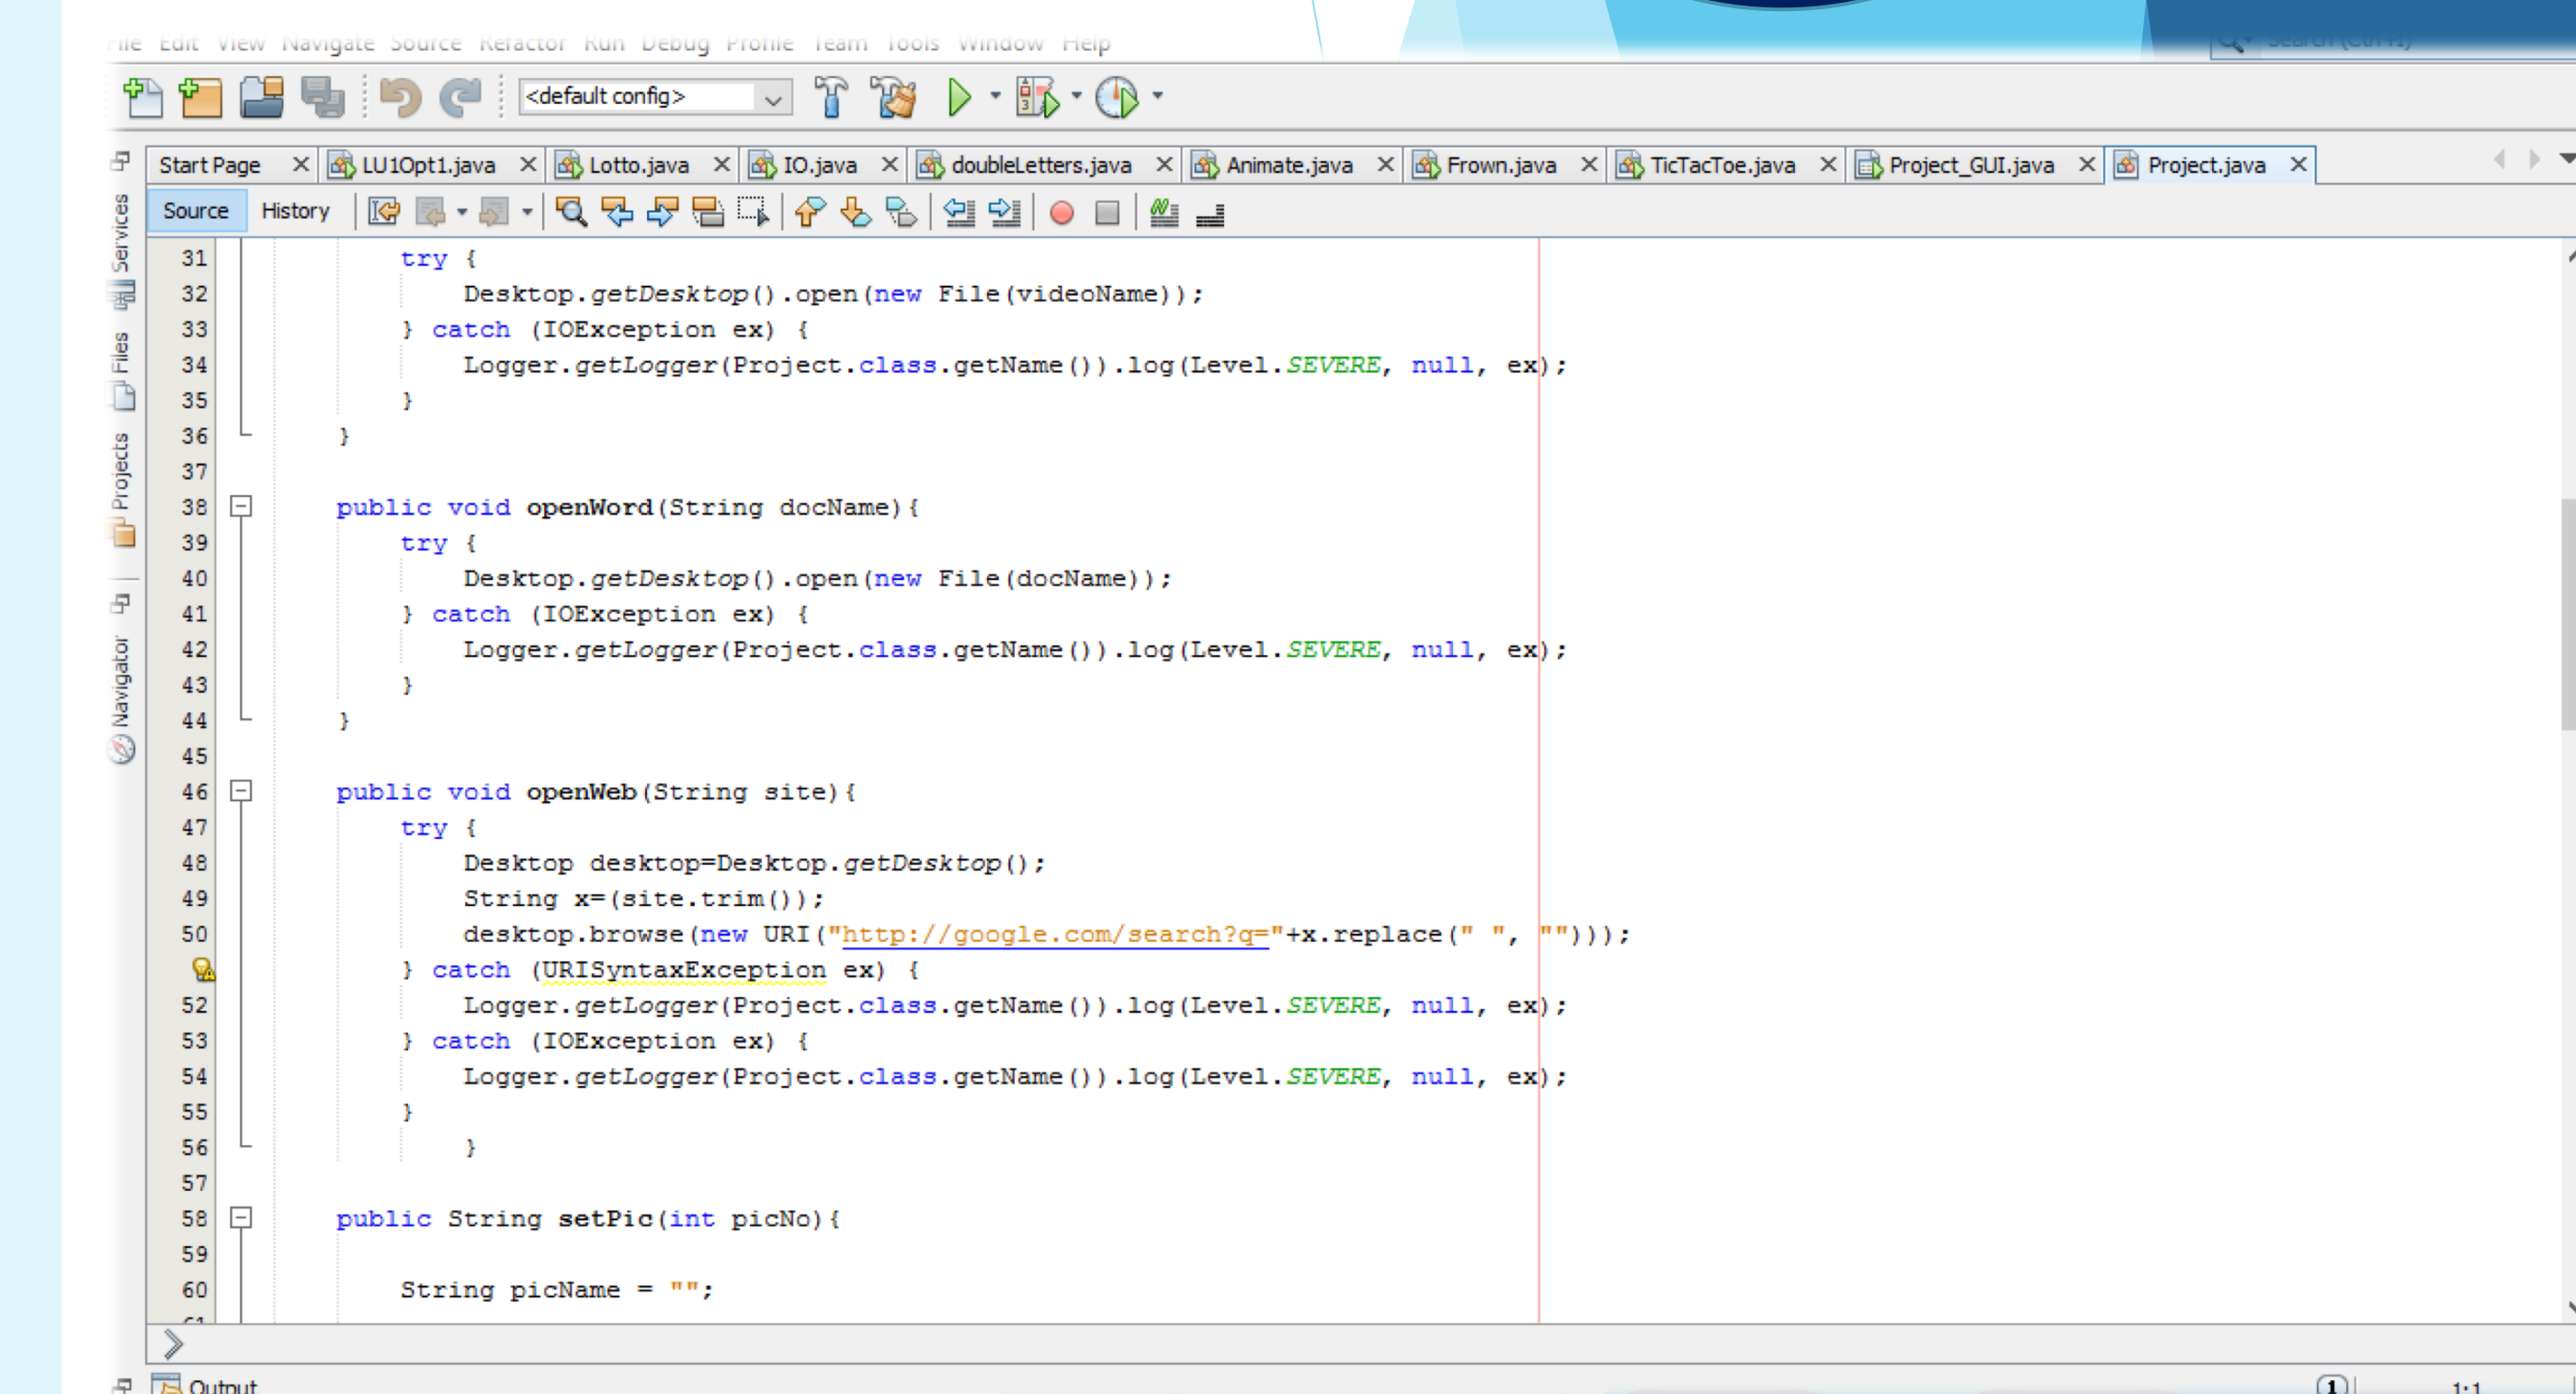 File Edit View Navigate Source Refactor Run Debug Profile Team Tools Window Help
Search (Ctrl+I)
<default config>
Start Page LU1Opt1.java Lotto.java IO.java doubleLetters.java Animate.java Frown.java TicTacToe.java Project_GUI.java Project.java
Source History
Services
Files
Projects
Navigator
31 try {
32 Desktop.getDesktop().open(new File(videoName));
33 } catch (IOException ex) {
34 Logger.getLogger(Project.class.getName()).log(Level.SEVERE, null, ex);
35 }
36 }
37
38 public void openWord(String docName){
39 try {
40 Desktop.getDesktop().open(new File(docName));
41 } catch (IOException ex) {
42 Logger.getLogger(Project.class.getName()).log(Level.SEVERE, null, ex);
43 }
44 }
45
46 public void openWeb(String site){
47 try {
48 Desktop desktop=Desktop.getDesktop();
49 String x=(site.trim());
50 desktop.browse(new URI("http://google.com/search?q="+x.replace(" ", "")));
} catch (URISyntaxException ex) {
52 Logger.getLogger(Project.class.getName()).log(Level.SEVERE, null, ex);
53 } catch (IOException ex) {
54 Logger.getLogger(Project.class.getName()).log(Level.SEVERE, null, ex);
55 }
56 }
57
58 public String setPic(int picNo){
59
60 String picName = "";
61
Output
1 1:1